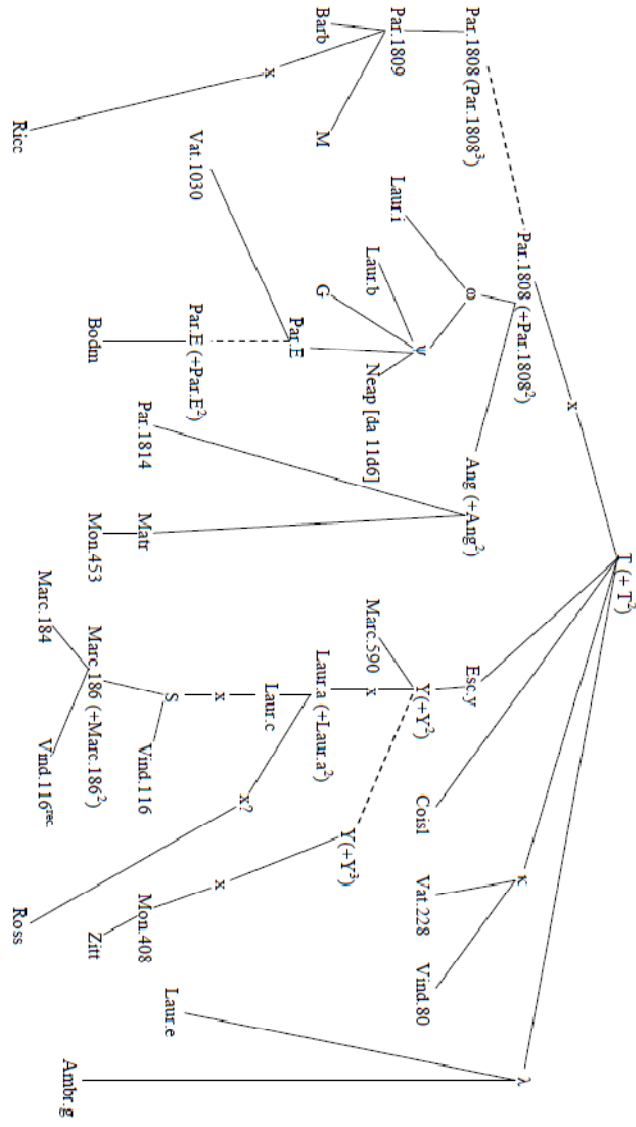 T (+ T²)
x
Par.1808 (+Par.1808²) κ λ
Par.1808 (Par.1808³) ω Ang (+Ang²) Esc.y
Par.1809 ψ Y(+Y²) Coisl Vat.228 Vind.80
Laur.i Laur.b Neap [da 11d6] Marc.590 x
Barb M G Laur.a (+Laur.a²) Y(+Y³)
Par.E
x Laur.c x?
x x
Vat.1030 Par.E (+Par.E²)
S Vind.116 Mon.408 Laur.e
Par.1814 Matr
Bodm Mon.453 Marc.186 (+Marc.186²) Zitt
Marc.184 Vind.116ʳᵉᶜ· Ambr.g
Ricc Ross